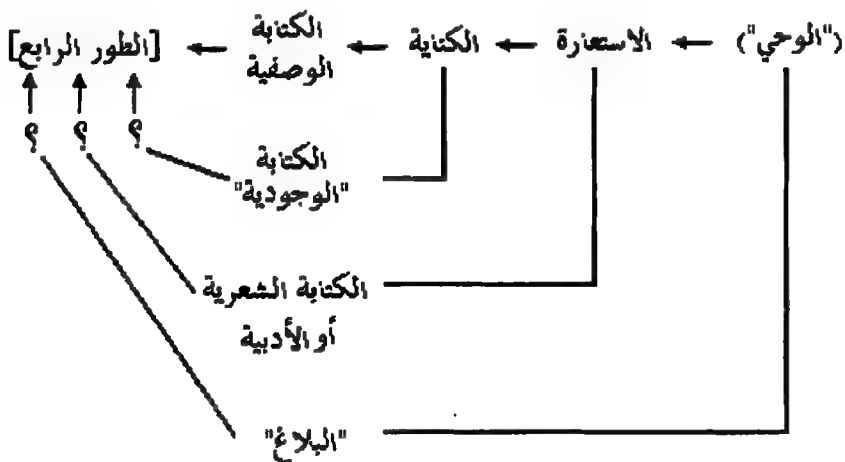 ("الوحي") ← الاستعارة ← الكناية ← الكتابة ← [الطور الرابع]
الوصفية
؟ ؟ ؟
الكتابة
"الوجودية"
الكتابة الشعرية
أو الأدبية
"البلاغ"